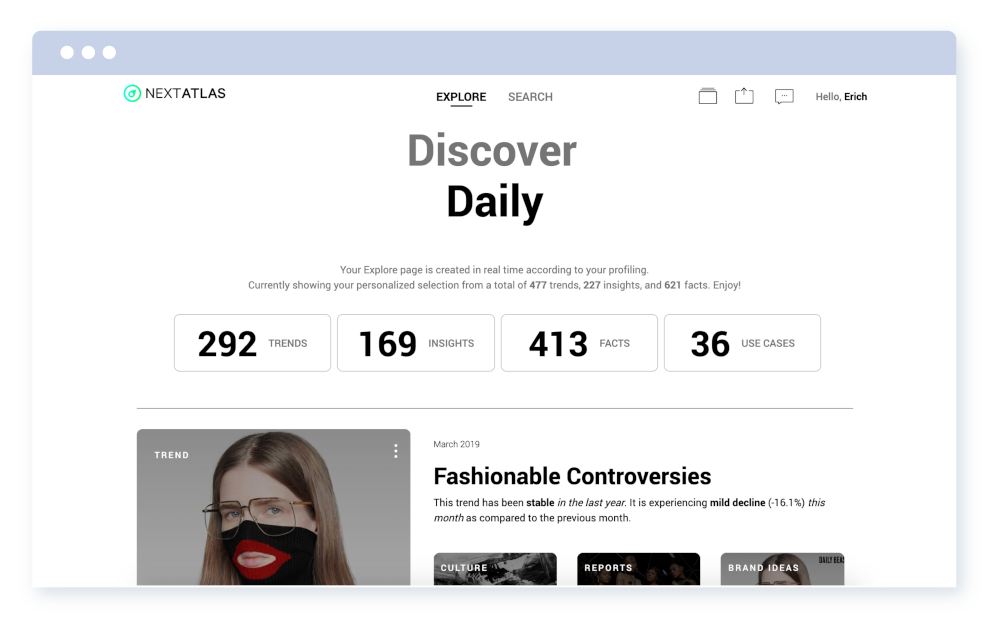 NEXTATLAS
EXPLORE SEARCH
Hello, Erich
Discover
Daily
Your Explore page is created in real time according to your profiling.
Currently showing your personalized selection from a total of 477 trends, 227 insights, and 621 facts. Enjoy!
292 TRENDS
169 INSIGHTS
413 FACTS
36 USE CASES
TREND
March 2019
Fashionable Controversies
This trend has been stable in the last year. It is experiencing mild decline (-16.1%) this
month as compared to the previous month.
CULTURE
REPORTS
BRAND IDEAS
DAILY